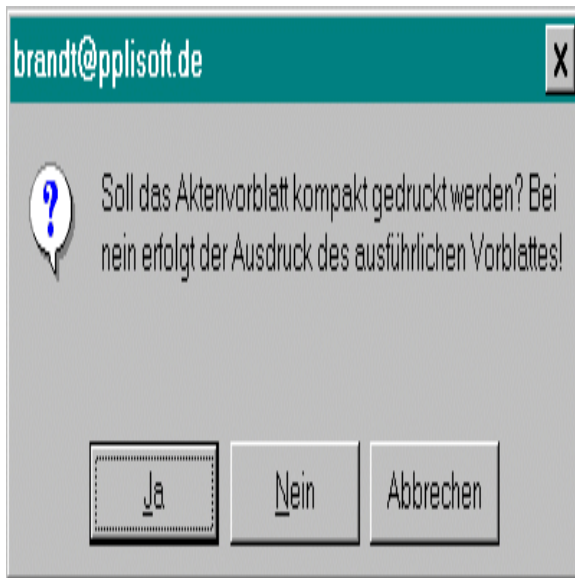 brandt@pplisoft.de
Soll das Aktenvorblatt kompakt gedruckt werden? Bei
nein erfolgt der Ausdruck des ausführlichen Vorblattes!
Ja Nein Abbrechen